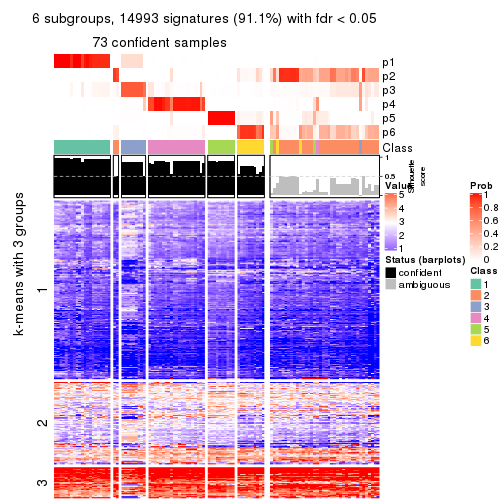 6 subgroups, 14993 signatures (91.1%) with fdr < 0.05
73 confident samples
p1
p2
p3
p4
p5
p6
Class
1
0.5
0
Silhouette
score
k-means with 3 groups
1
2
3
Value
5
4
3
2
1
Status (barplots)
confident
ambiguous
Prob
1
0.8
0.6
0.4
0.2
0
Class
1
2
3
4
5
6